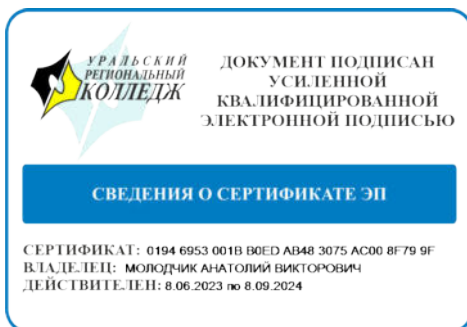 УРАЛЬСКИЙ
РЕГИОНАЛЬНЫЙ
КОЛЛЕДЖ
ДОКУМЕНТ ПОДПИСАН
УСИЛЕННОЙ
КВАЛИФИЦИРОВАННОЙ
ЭЛЕКТРОННОЙ ПОДПИСЬЮ
СВЕДЕНИЯ О СЕРТИФИКАТЕ ЭП
СЕРТИФИКАТ: 0194 6953 001B B0ED AB48 3075 AC00 8F79 9F
ВЛАДЕЛЕЦ: МОЛОДЧИК АНАТОЛИЙ ВИКТОРОВИЧ
ДЕЙСТВИТЕЛЕН: 8.06.2023 по 8.09.2024